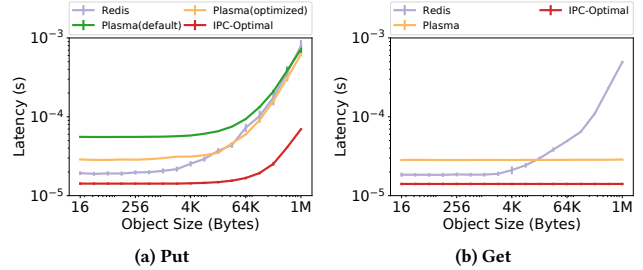 Redis
Plasma(default)
Plasma(optimized)
IPC-Optimal
10⁻³
10⁻⁴
10⁻⁵
Latency (s)
16 256 4K 64K 1M
Object Size (Bytes)
(a) Put
Redis
Plasma
IPC-Optimal
10⁻³
10⁻⁴
10⁻⁵
Latency (s)
16 256 4K 64K 1M
Object Size (Bytes)
(b) Get